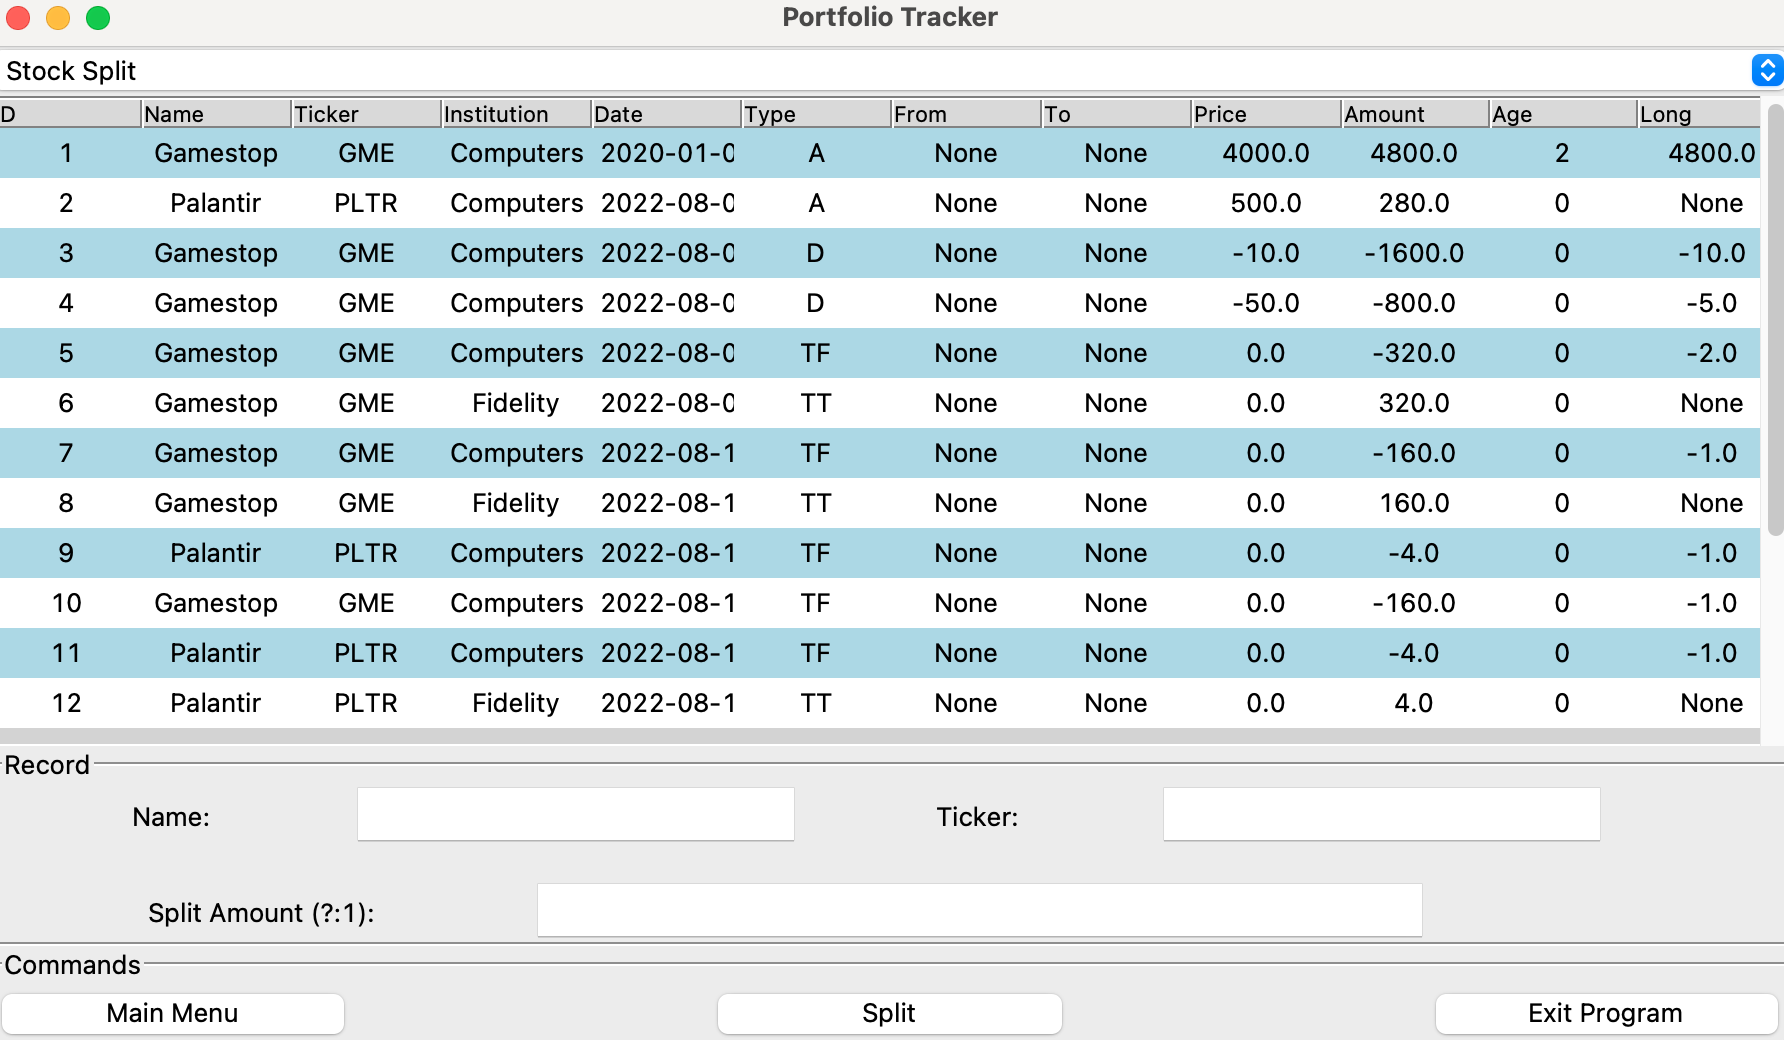 Portfolio Tracker
Stock Split
D Name Ticker Institution Date Type From To Price Amount Age Long
1 Gamestop GME Computers 2020-01-0 A None None 4000.0 4800.0 2 4800.0
2 Palantir PLTR Computers 2022-08-0 A None None 500.0 280.0 0 None
3 Gamestop GME Computers 2022-08-0 D None None -10.0 -1600.0 0 -10.0
4 Gamestop GME Computers 2022-08-0 D None None -50.0 -800.0 0 -5.0
5 Gamestop GME Computers 2022-08-0 TF None None 0.0 -320.0 0 -2.0
6 Gamestop GME Fidelity 2022-08-0 TT None None 0.0 320.0 0 None
7 Gamestop GME Computers 2022-08-1 TF None None 0.0 -160.0 0 -1.0
8 Gamestop GME Fidelity 2022-08-1 TT None None 0.0 160.0 0 None
9 Palantir PLTR Computers 2022-08-1 TF None None 0.0 -4.0 0 -1.0
10 Gamestop GME Computers 2022-08-1 TF None None 0.0 -160.0 0 -1.0
11 Palantir PLTR Computers 2022-08-1 TF None None 0.0 -4.0 0 -1.0
12 Palantir PLTR Fidelity 2022-08-1 TT None None 0.0 4.0 0 None
Record
Name: Ticker:
Split Amount (?:1):
Commands
Main Menu Split Exit Program